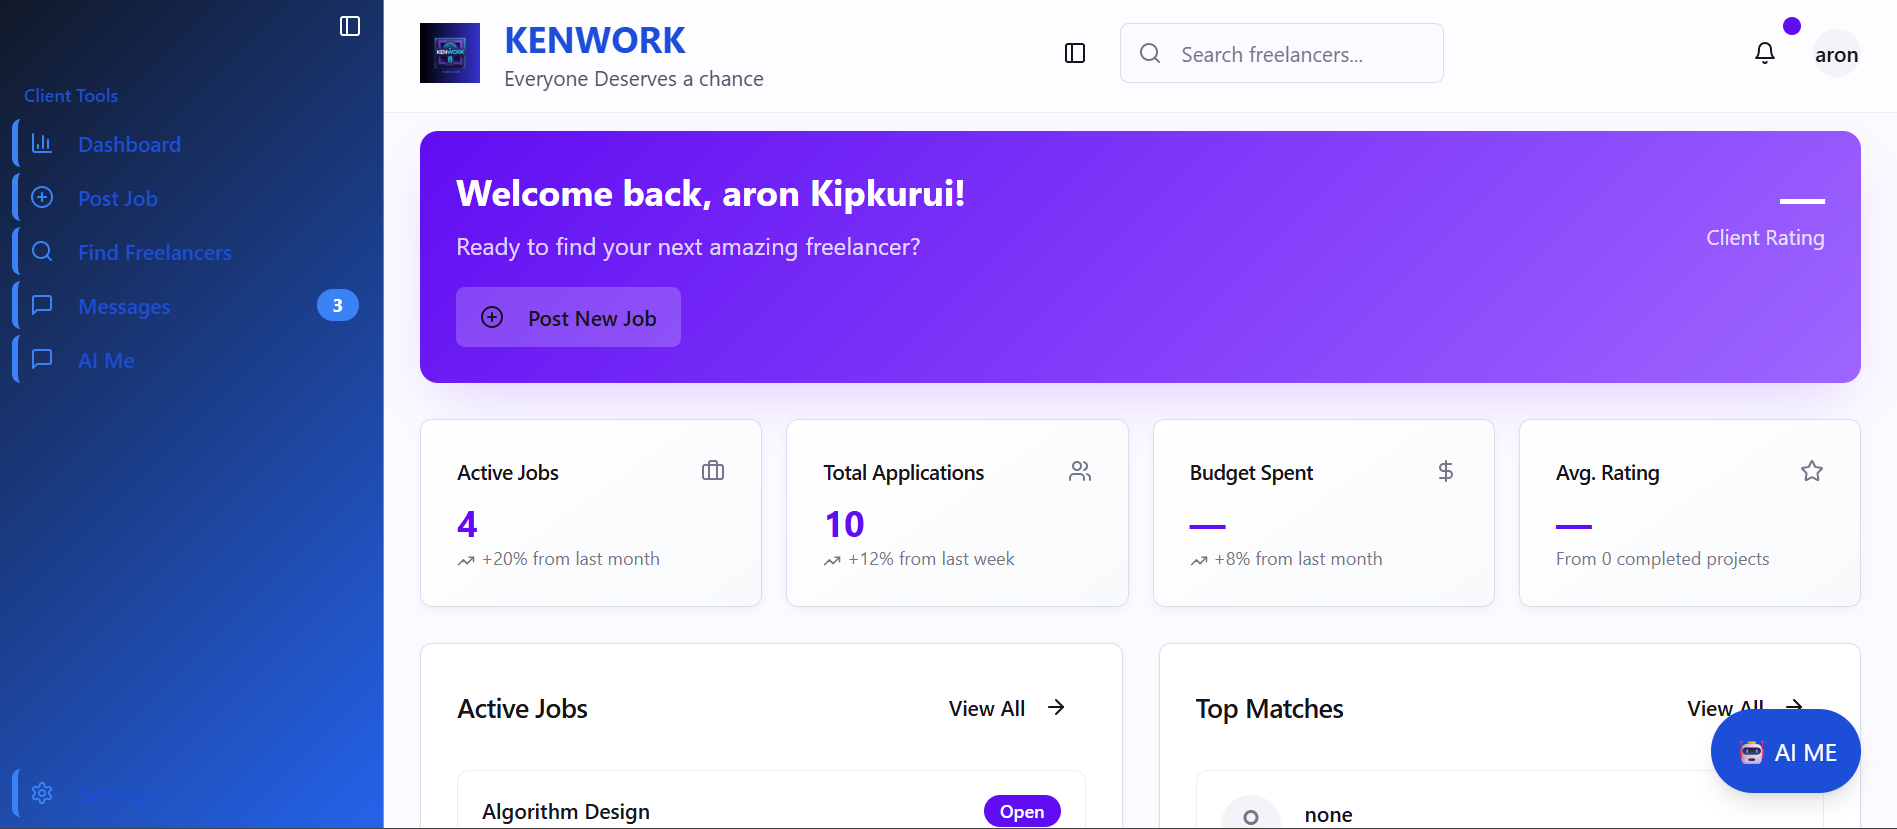 Client Tools
Dashboard
Post Job
Find Freelancers
Messages 3
AI Me
Settings
KENWORK
KENWORK
Everyone Deserves a chance
Search freelancers...
aron
Welcome back, aron Kipkurui!
Ready to find your next amazing freelancer?
Post New Job
—
Client Rating
Active Jobs
4
+20% from last month
Total Applications
10
+12% from last week
Budget Spent
—
+8% from last month
Avg. Rating
—
From 0 completed projects
Active Jobs View All
Algorithm Design Open
Top Matches View All
AI ME
none